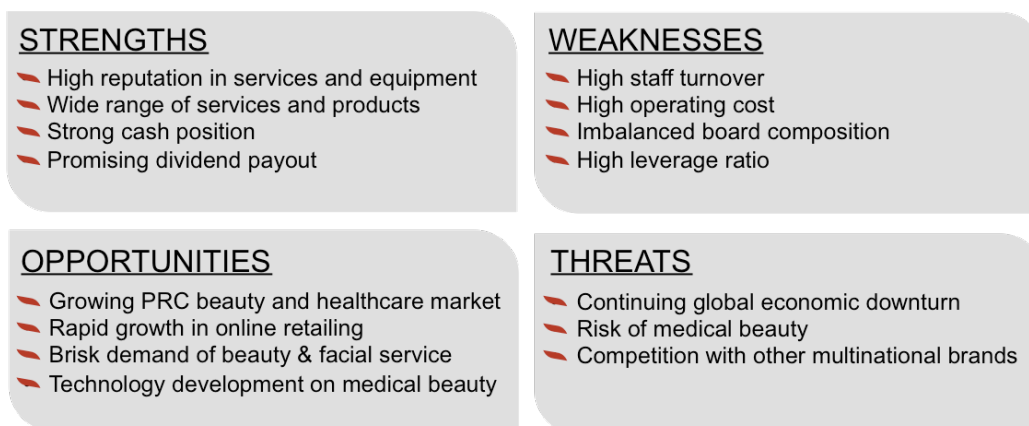 STRENGTHS
High reputation in services and equipment
Wide range of services and products
Strong cash position
Promising dividend payout
WEAKNESSES
High staff turnover
High operating cost
Imbalanced board composition
High leverage ratio
OPPORTUNITIES
Growing PRC beauty and healthcare market
Rapid growth in online retailing
Brisk demand of beauty & facial service
Technology development on medical beauty
THREATS
Continuing global economic downturn
Risk of medical beauty
Competition with other multinational brands